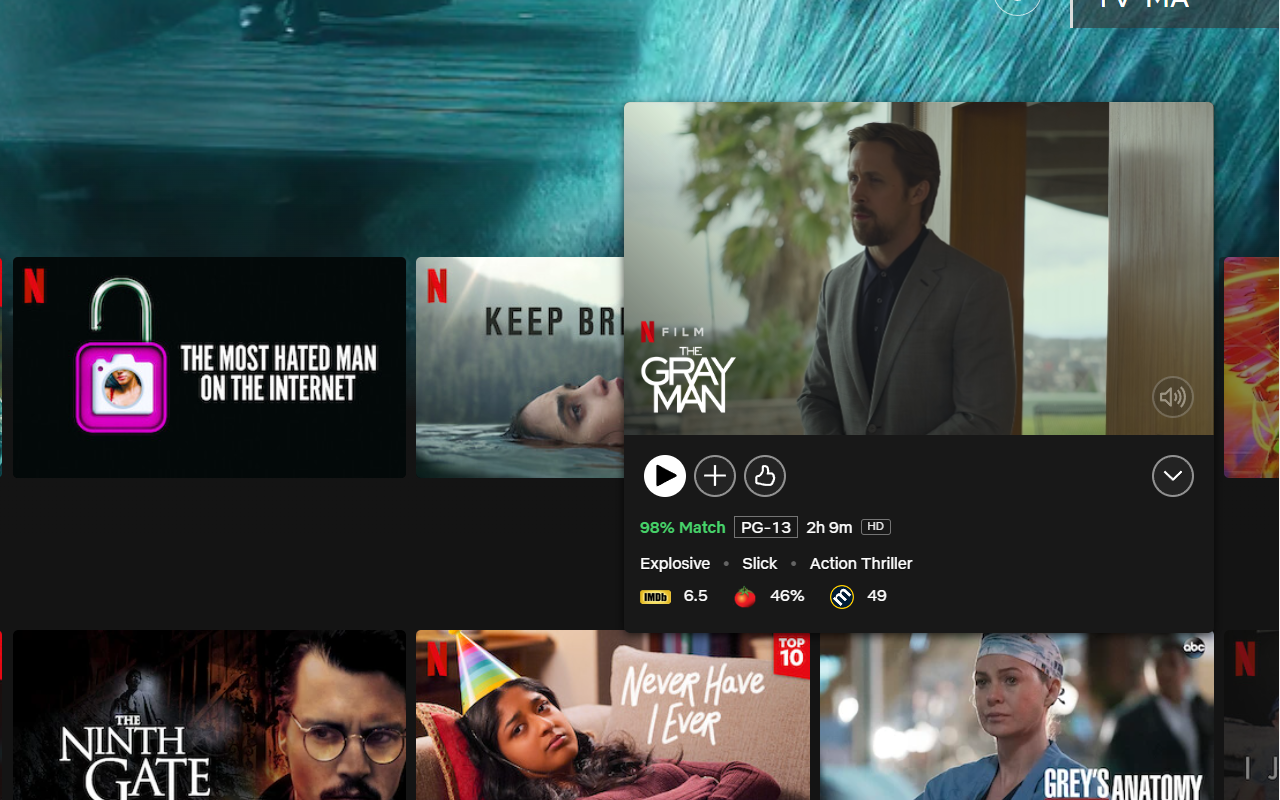 TV-MA
THE MOST HATED MAN
ON THE INTERNET
KEEP BRE
N FILM
THE
GRAY
MAN
98% Match PG-13 2h 9m HD
Explosive • Slick • Action Thriller
IMDb 6.5 46% m 49
THE
NINTH
GATE
TOP
10
Never Have
I Ever
abc
GREY'S ANATOMY